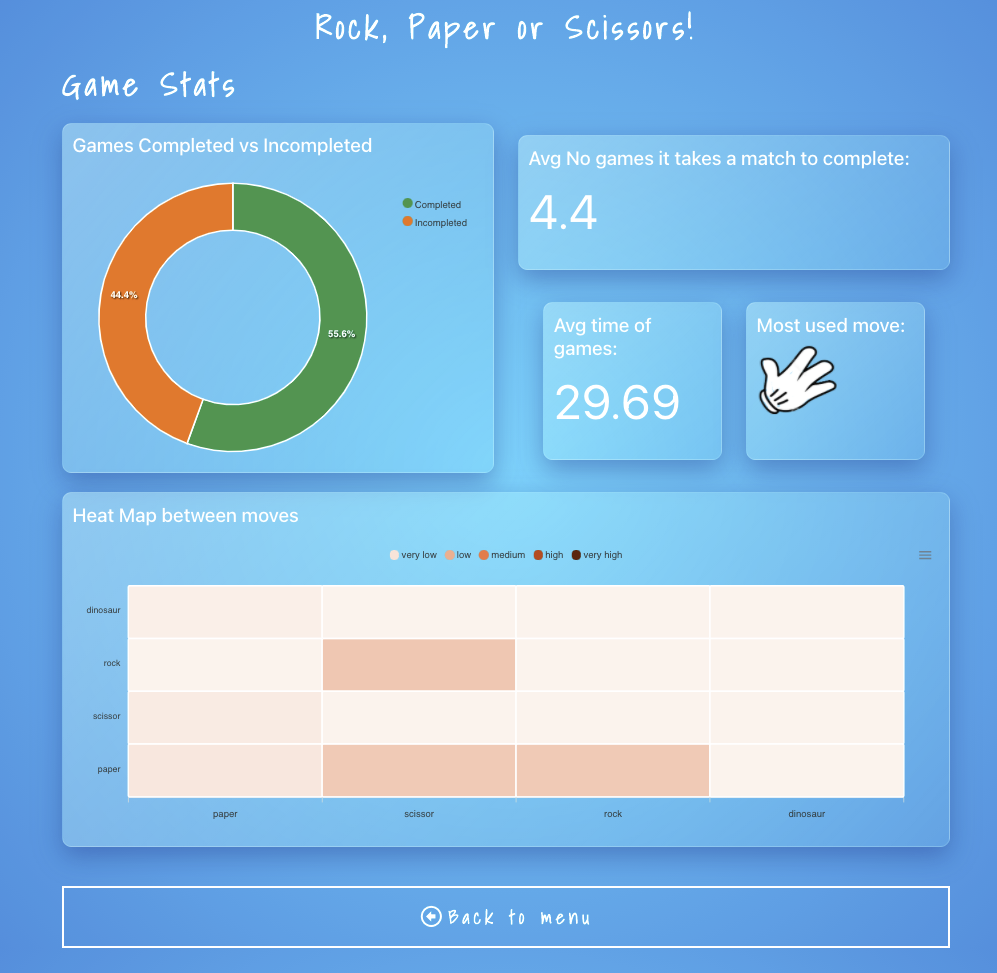 Rock, Paper or Scissors!
Game Stats
Games Completed vs Incompleted
Completed
Incompleted
44.4%
55.6%
Avg No games it takes a match to complete:
4.4
Avg time of
games:
29.69
Most used move:
Heat Map between moves
very low low medium high very high
dinosaur
rock
scissor
paper
paper scissor rock dinosaur
Back to menu